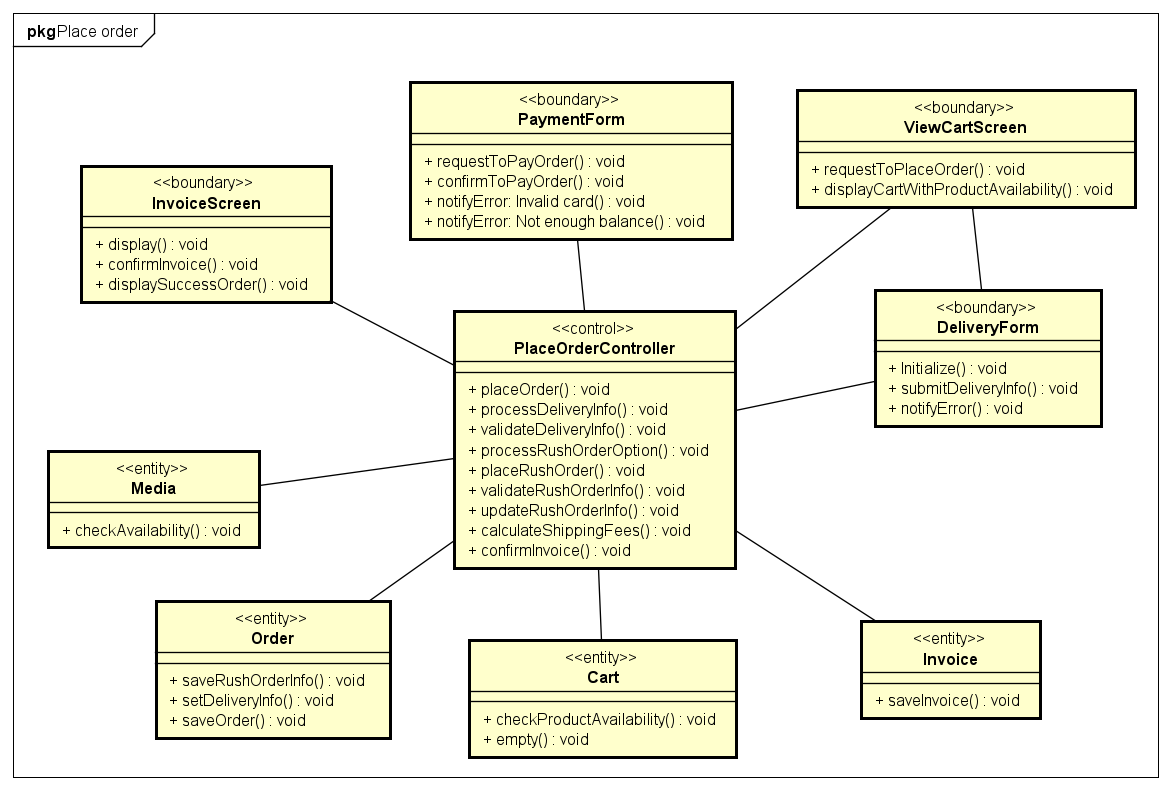 pkg Place order
<<boundary>>
PaymentForm
+ requestToPayOrder() : void
+ confirmToPayOrder() : void
+ notifyError: Invalid card() : void
+ notifyError: Not enough balance() : void
<<boundary>>
ViewCartScreen
+ requestToPlaceOrder() : void
+ displayCartWithProductAvailability() : void
<<boundary>>
InvoiceScreen
+ display() : void
+ confirmInvoice() : void
+ displaySuccessOrder() : void
<<control>>
PlaceOrderController
+ placeOrder() : void
+ processDeliveryInfo() : void
+ validateDeliveryInfo() : void
+ processRushOrderOption() : void
+ placeRushOrder() : void
+ validateRushOrderInfo() : void
+ updateRushOrderInfo() : void
+ calculateShippingFees() : void
+ confirmInvoice() : void
<<boundary>>
DeliveryForm
+ Initialize() : void
+ submitDeliveryInfo() : void
+ notifyError() : void
<<entity>>
Media
+ checkAvailability() : void
<<entity>>
Order
+ saveRushOrderInfo() : void
+ setDeliveryInfo() : void
+ saveOrder() : void
<<entity>>
Cart
+ checkProductAvailability() : void
+ empty() : void
<<entity>>
Invoice
+ saveInvoice() : void